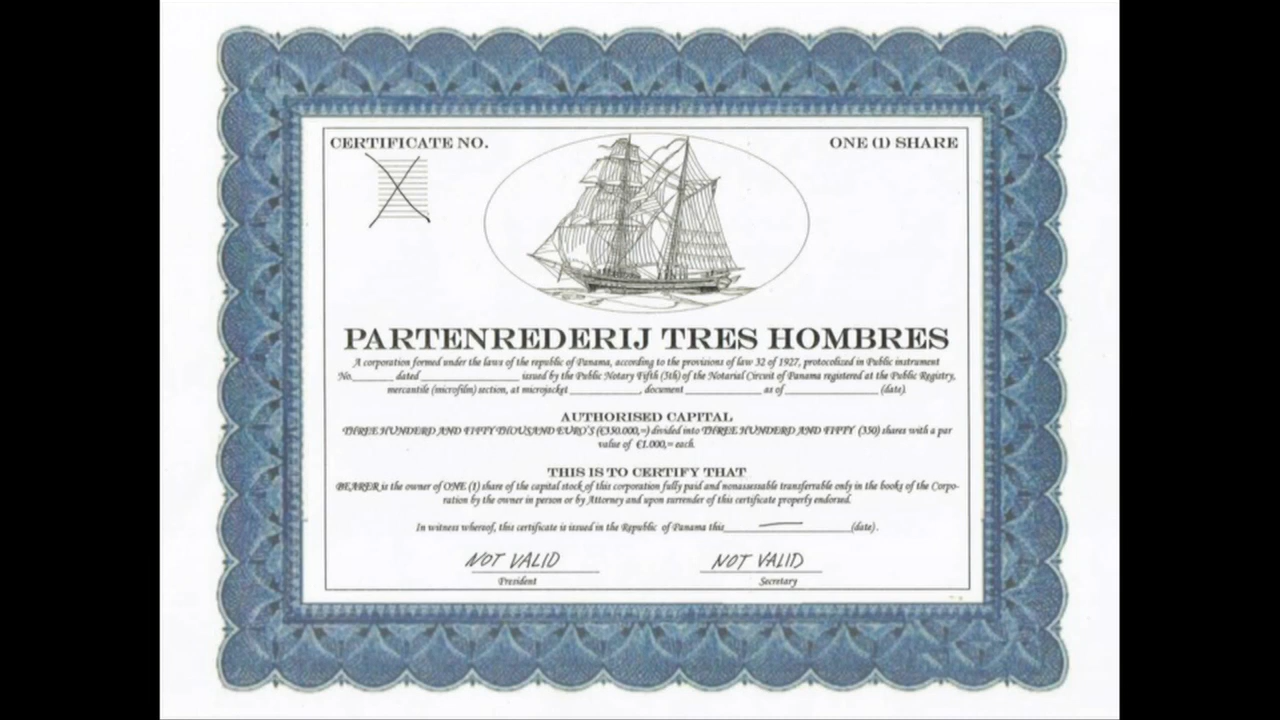 CERTIFICATE NO.
ONE (1) SHARE
PARTENREDERIJ TRES HOMBRES
A corporation formed under the laws of the republic of Panama, according to the provisions of law 32 of 1927, protocolized in Public instrument
No.________ dated ____________________ issued by the Public Notary Fifth (5th) of the Notarial Circuit of Panama registered at the Public Registry,
mercantile (microfilm) section, at microjacket ______________, document _______________ as of __________________ (date).
AUTHORISED CAPITAL
THREE HUNDERD AND FIFTY THOUSAND EURO'S (€350.000,=) divided into THREE HUNDERD AND FIFTY (350) shares with a par
value of €1.000,= each.
THIS IS TO CERTIFY THAT
BEARER is the owner of ONE (1) share of the capital stock of this corporation fully paid and nonassessable transferrable only in the books of the Corpo-
ration by the owner in person or by Attorney and upon surrender of this certificate properly endorsed.
In witness whereof, this certificate is issued in the Republic of Panama this_________________________(date).
NOT VALID
NOT VALID
President
Secretary